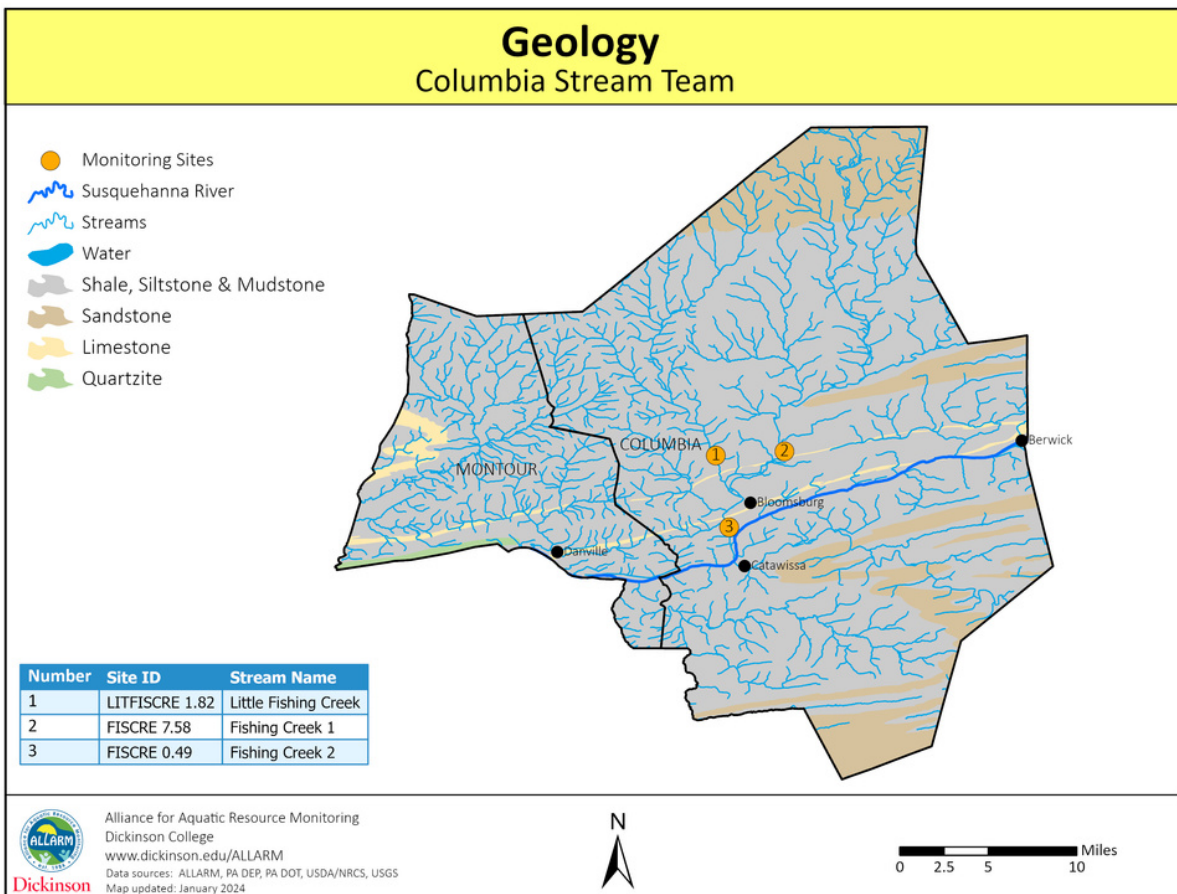 Geology
Columbia Stream Team
Monitoring Sites
Susquehanna River
Streams
Water
Shale, Siltstone & Mudstone
Sandstone
Limestone
Quartzite
COLUMBIA
MONTOUR
1
2
3
Berwick
Bloomsburg
Danville
Catawissa
Number Site ID Stream Name
1 LITFISCRE 1.82 Little Fishing Creek
2 FISCRE 7.58 Fishing Creek 1
3 FISCRE 0.49 Fishing Creek 2
ALLARM
Dickinson
Alliance for Aquatic Resource Monitoring
Dickinson College
www.dickinson.edu/ALLARM
Data sources: ALLARM, PA DEP, PA DOT, USDA/NRCS, USGS
Map updated: January 2024
N
Miles
0 2.5 5 10